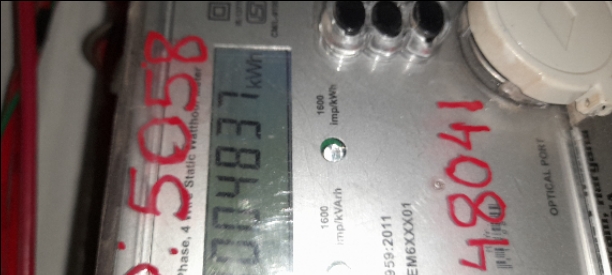 : 5058
Phase, 4 Wire Static Watthour Meter
004837 kWh
1600
imp/kWh
1600
imp/kVArh
959:2011
EM6XXX01
48041
OPTICAL PORT